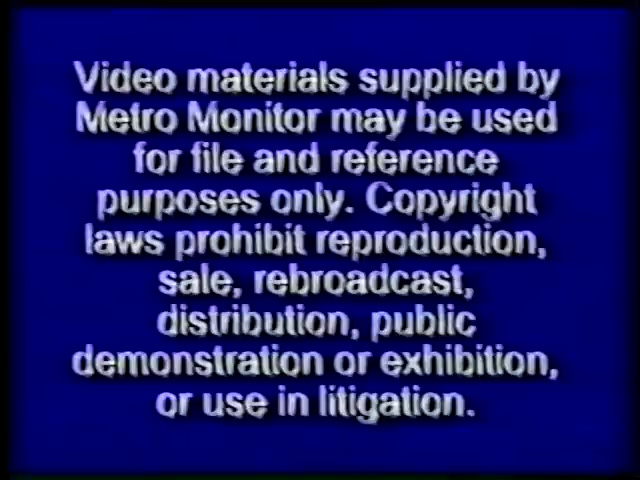 Video materials supplied by
Metro Monitor may be used
for file and reference
purposes only. Copyright
laws prohibit reproduction,
sale, rebroadcast,
distribution, public
demonstration or exhibition,
or use in litigation.